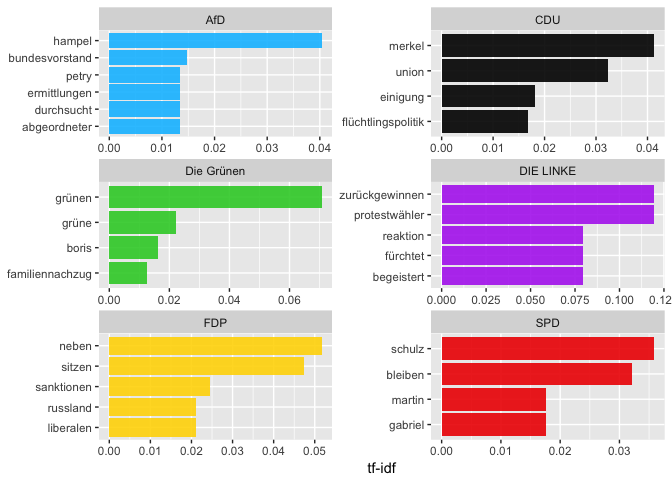 AfD
hampel
bundesvorstand
petry
ermittlungen
durchsucht
abgeordneter
0.00 0.01 0.02 0.03 0.04
CDU
merkel
union
einigung
flüchtlingspolitik
0.00 0.01 0.02 0.03 0.04
Die Grünen
grünen
grüne
boris
familiennachzug
0.00 0.02 0.04 0.06
DIE LINKE
zurückgewinnen
protestwähler
reaktion
fürchtet
begeistert
0.000 0.025 0.050 0.075 0.100 0.125
FDP
neben
sitzen
sanktionen
russland
liberalen
0.00 0.01 0.02 0.03 0.04 0.05
SPD
schulz
bleiben
martin
gabriel
0.00 0.01 0.02 0.03
tf-idf